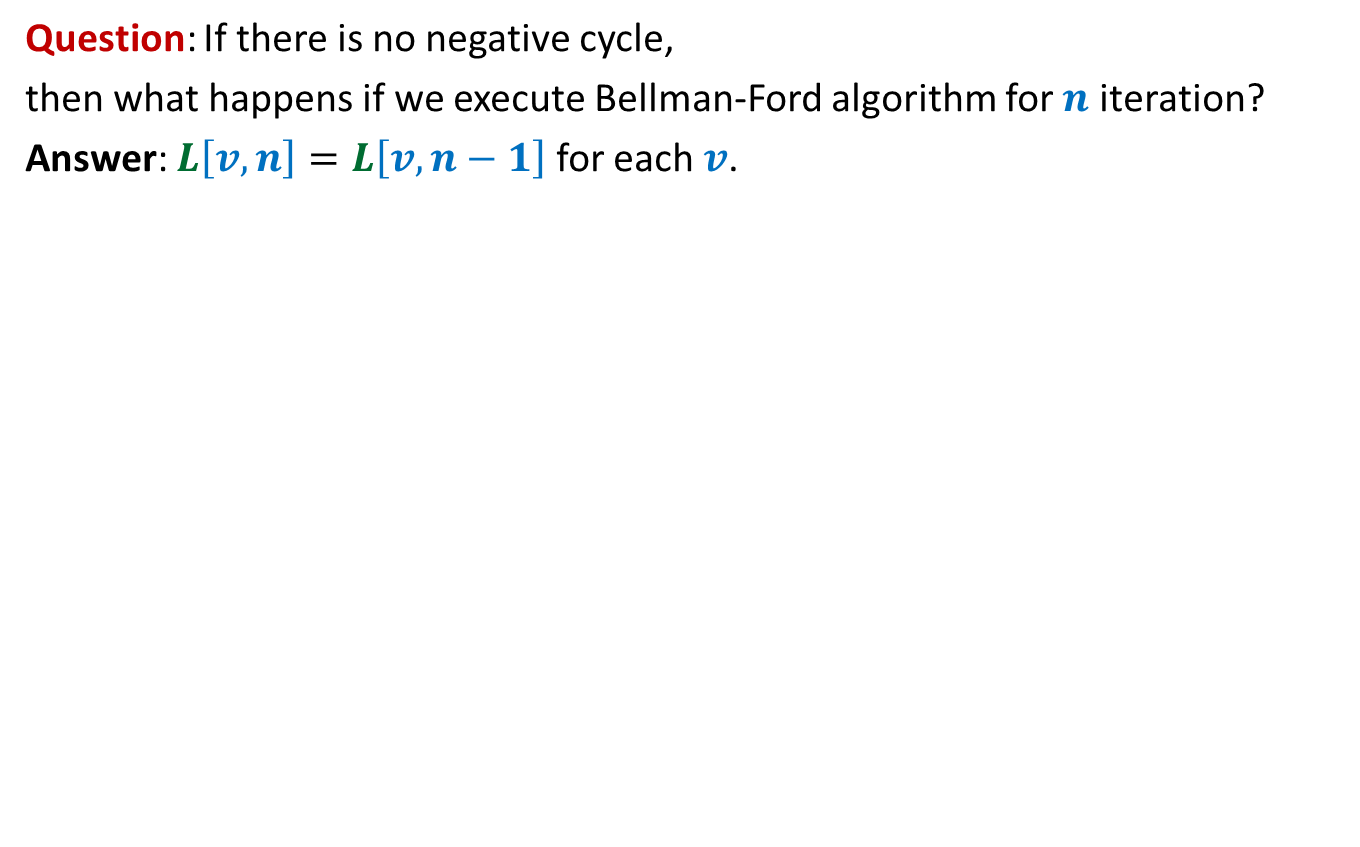 Question: If there is no negative cycle,
then what happens if we execute Bellman-Ford algorithm for n iteration?
Answer: L[v, n] = L[v, n − 1] for each v.